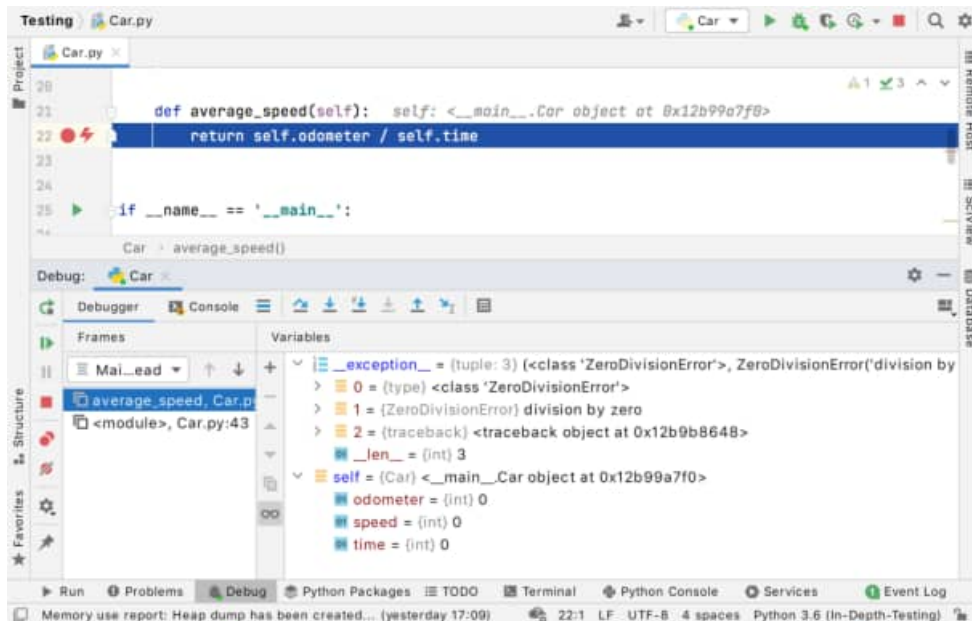 Testing Car.py
Car
Car.py
Project
20
1 3
21 def average_speed(self): self: <__main__.Car object at 0x12b99a7f0>
22 return self.odometer / self.time
23
24
25 if __name__ == '__main__':
Car average_speed()
Remote Host
SciView
Database
Debug: Car
Debugger Console
Frames Variables
Mai...ead
average_speed, Car.p
<module>, Car.py:43
__exception__ = {tuple: 3} (<class 'ZeroDivisionError'>, ZeroDivisionError('division by
0 = {type} <class 'ZeroDivisionError'>
1 = {ZeroDivisionError} division by zero
2 = {traceback} <traceback object at 0x12b9b8648>
__len__ = {int} 3
self = {Car} <__main__.Car object at 0x12b99a7f0>
odometer = {int} 0
speed = {int} 0
time = {int} 0
Structure
Favorites
Run Problems Debug Python Packages TODO Terminal Python Console Services Event Log
Memory use report: Heap dump has been created... (yesterday 17:09) 22:1 LF UTF-8 4 spaces Python 3.6 (In-Depth-Testing)